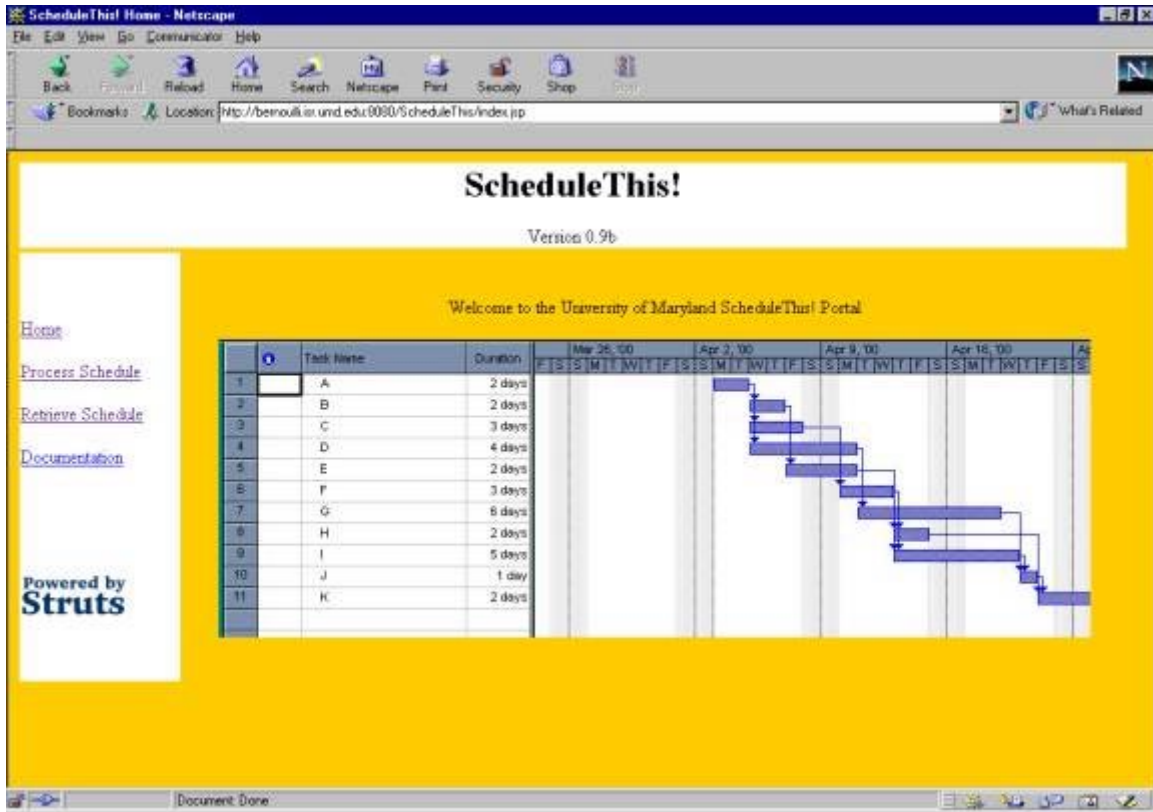 ScheduleThis! Home - Netscape
File Edit View Go Communicator Help
Back Forward Reload Home Search Netscape Print Security Shop Stop
Bookmarks Location: http://bernoulli.isr.umd.edu:8080/ScheduleThis/index.jsp What's Related
ScheduleThis!
Version 0.9b
Home
Process Schedule
Retrieve Schedule
Documentation
Powered by
Struts
Welcome to the University of Maryland ScheduleThis! Portal
Task Name Duration Mar 26, '00 Apr 2, '00 Apr 9, '00 Apr 16, '00
F S S M T W T F S S M T W T F S S M T W T F S S M T W T F S S
1 A 2 days
2 B 2 days
3 C 3 days
4 D 4 days
5 E 2 days
6 F 3 days
7 G 6 days
8 H 2 days
9 I 5 days
10 J 1 day
11 K 2 days
Document: Done